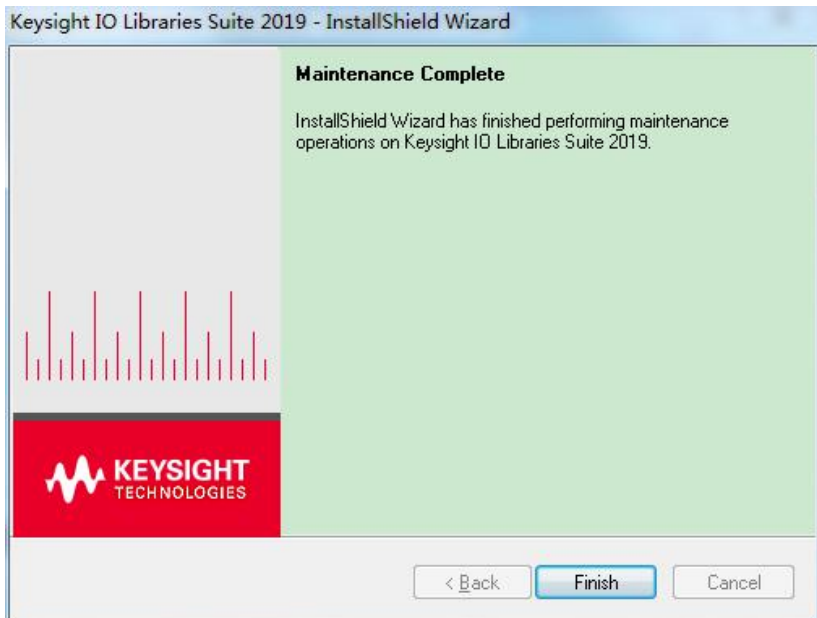 Keysight IO Libraries Suite 2019 - InstallShield Wizard
Maintenance Complete
InstallShield Wizard has finished performing maintenance
operations on Keysight IO Libraries Suite 2019.
KEYSIGHT
TECHNOLOGIES
< Back
Finish
Cancel